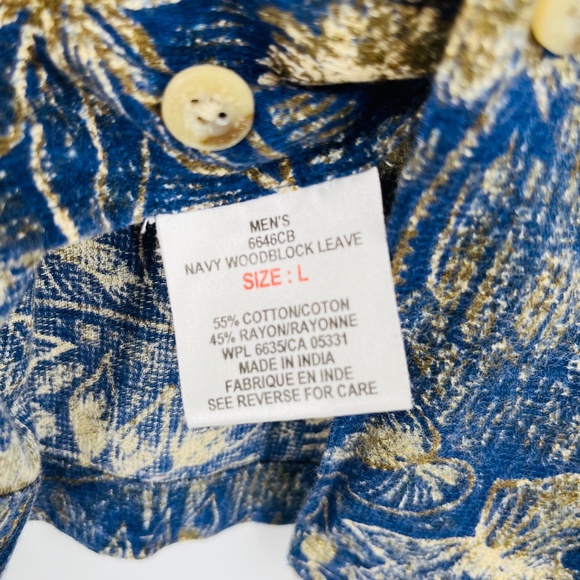 MEN'S
6646CB
NAVY WOODBLOCK LEAVE
SIZE : L
55% COTTON/COTON
45% RAYON/RAYONNE
WPL 6635/CA 05331
MADE IN INDIA
FABRIQUE EN INDE
SEE REVERSE FOR CARE